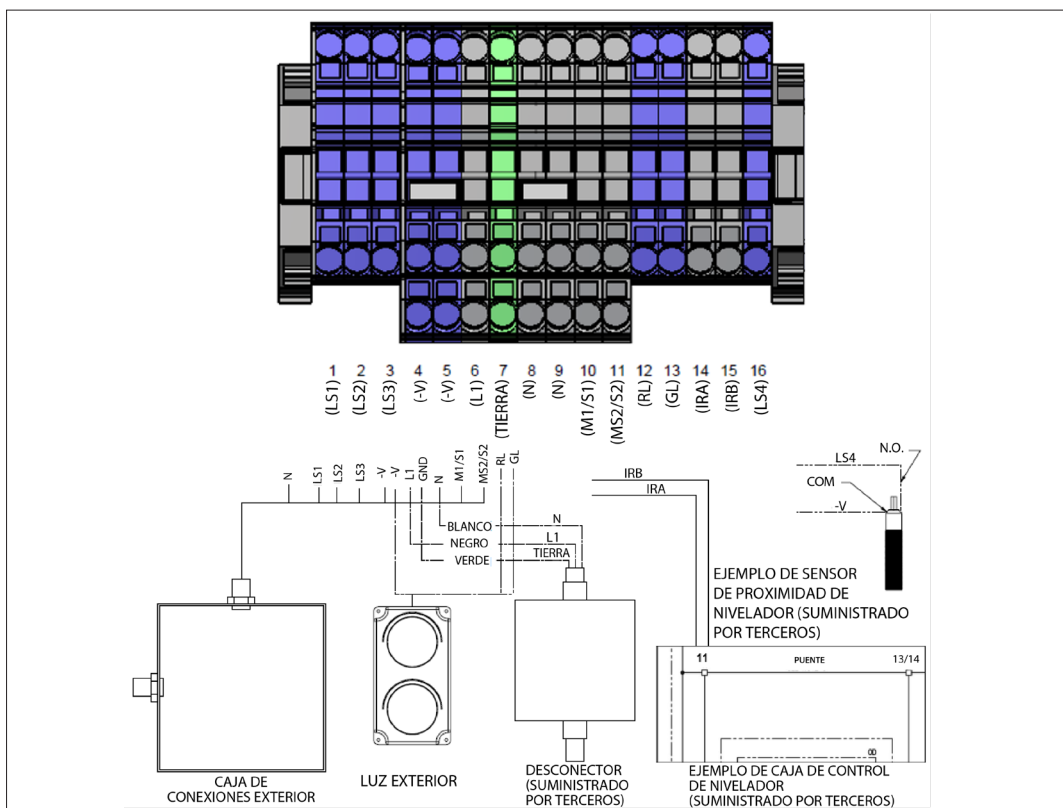 1 2 3 4 5 6 7 8 9 10 11 12 13 14 15 16
(LS1) (LS2) (LS3) (-V) (-V) (L1) (TIERRA) (N) (N) (M1/S1) (MS2/S2) (RL) (GL) (IRA) (IRB) (LS4)
N LS1 LS2 LS3 -V -V L1 GND N M1/S1 MS2/S2 RL GL
BLANCO N
NEGRO L1
VERDE TIERRA
IRB
IRA
LS4
N.O.
COM
-V
EJEMPLO DE SENSOR
DE PROXIMIDAD DE
NIVELADOR (SUMINISTRADO
POR TERCEROS)
11 PUENTE 13/14
CAJA DE
CONEXIONES EXTERIOR
LUZ EXTERIOR
DESCONECTOR
(SUMINISTRADO
POR TERCEROS)
EJEMPLO DE CAJA DE CONTROL
DE NIVELADOR
(SUMINISTRADO POR TERCEROS)